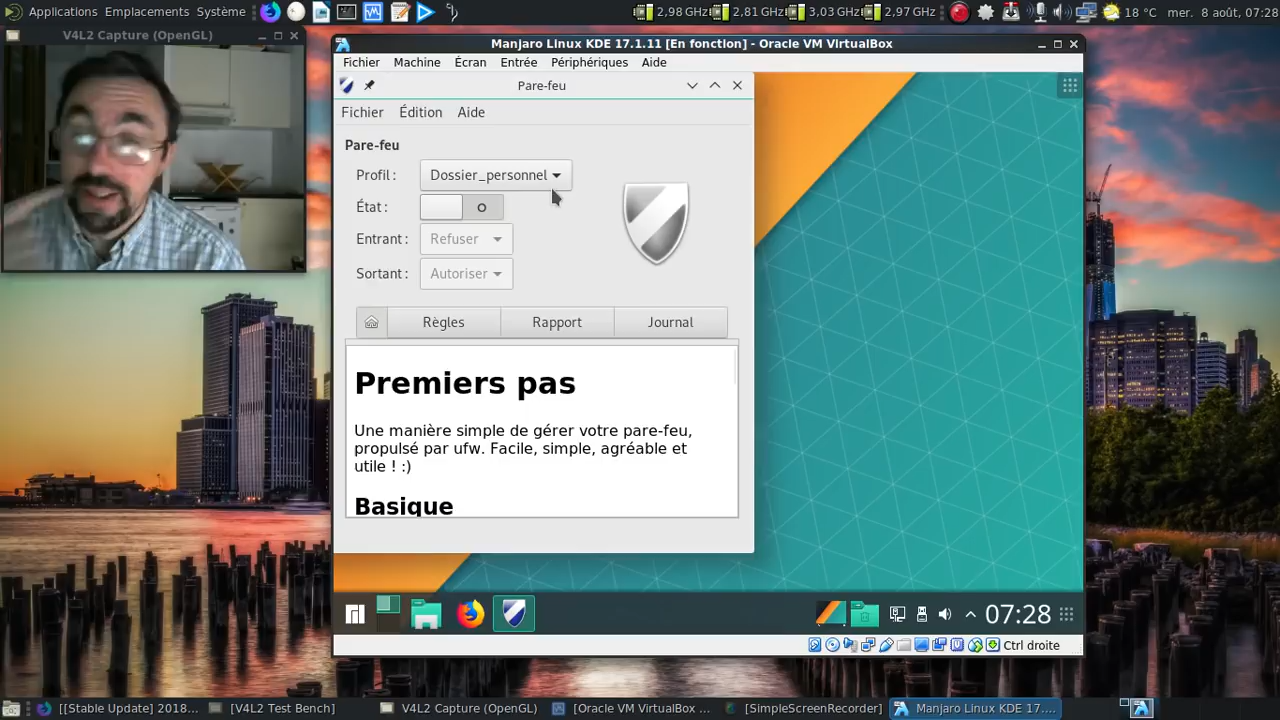 Applications Emplacements Système
2,98 GHz 2,81 GHz 3,03 GHz 2,97 GHz 18 °C mer. 8 août, 07:28
V4L2 Capture (OpenGL)
Manjaro Linux KDE 17.1.11 [En fonction] - Oracle VM VirtualBox
Fichier Machine Écran Entrée Périphériques Aide
Pare-feu
Fichier Édition Aide
Pare-feu
Profil : Dossier_personnel
État :
Entrant : Refuser
Sortant : Autoriser
Règles Rapport Journal
Premiers pas
Une manière simple de gérer votre pare-feu,
propulsé par ufw. Facile, simple, agréable et
utile ! :)
Basique
07:28
Ctrl droite
[[Stable Update] 2018... [V4L2 Test Bench] V4L2 Capture (OpenGL) [Oracle VM VirtualBox ... [SimpleScreenRecorder] Manjaro Linux KDE 17....